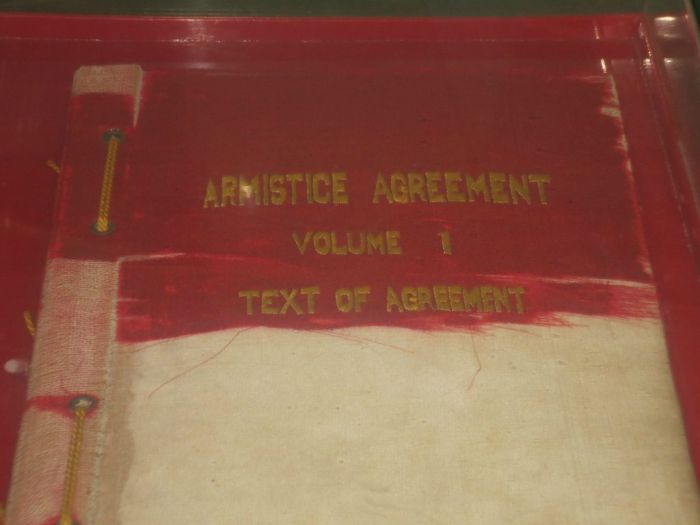 ARMISTICE AGREEMENT
VOLUME 1
TEXT OF AGREEMENT